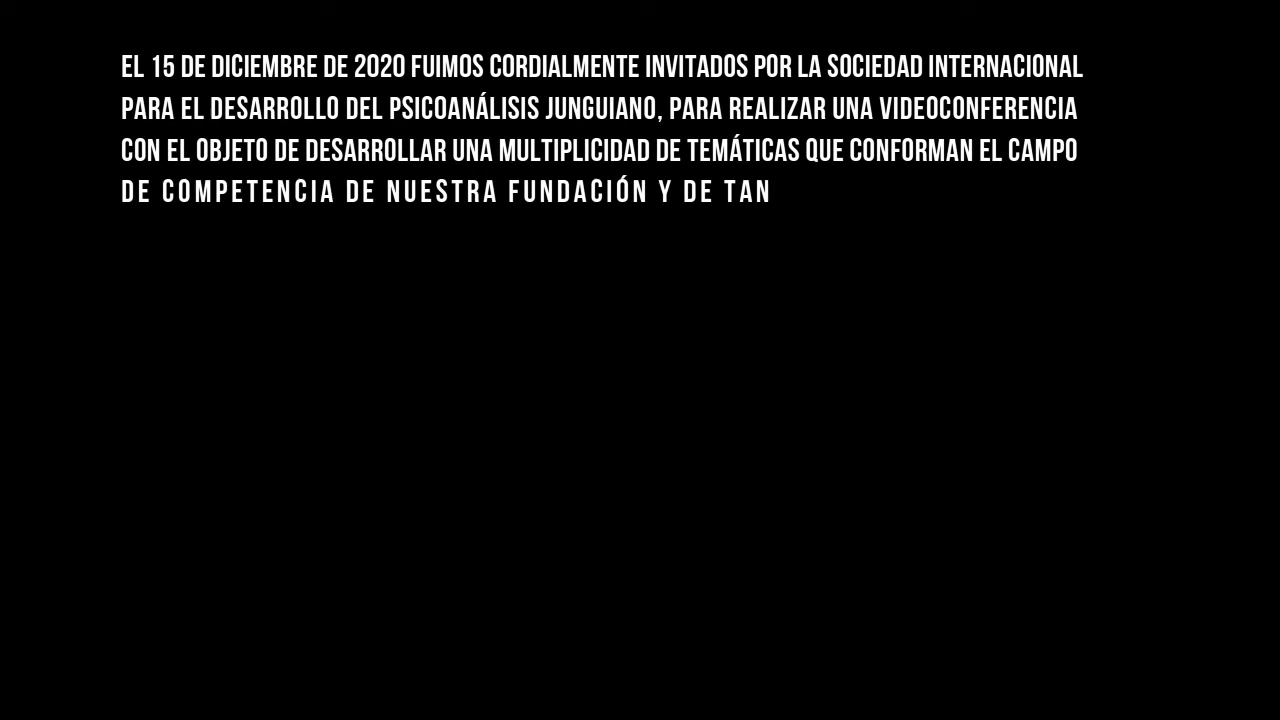 EL 15 DE DICIEMBRE DE 2020 FUIMOS CORDIALMENTE INVITADOS POR LA SOCIEDAD INTERNACIONAL
PARA EL DESARROLLO DEL PSICOANÁLISIS JUNGUIANO, PARA REALIZAR UNA VIDEOCONFERENCIA
CON EL OBJETO DE DESARROLLAR UNA MULTIPLICIDAD DE TEMÁTICAS QUE CONFORMAN EL CAMPO
DE COMPETENCIA DE NUESTRA FUNDACIÓN Y DE TAN